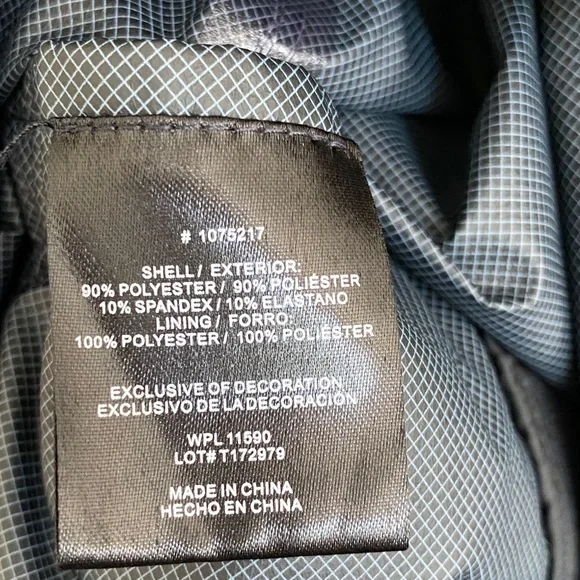 # 1075217
SHELL / EXTERIOR:
90% POLYESTER / 90% POLIÉSTER
10% SPANDEX / 10% ELASTANO
LINING / FORRO:
100% POLYESTER / 100% POLIÉSTER
EXCLUSIVE OF DECORATION
EXCLUSIVO DE LA DECORACIÓN
WPL 11590
LOT# T172979
MADE IN CHINA
HECHO EN CHINA